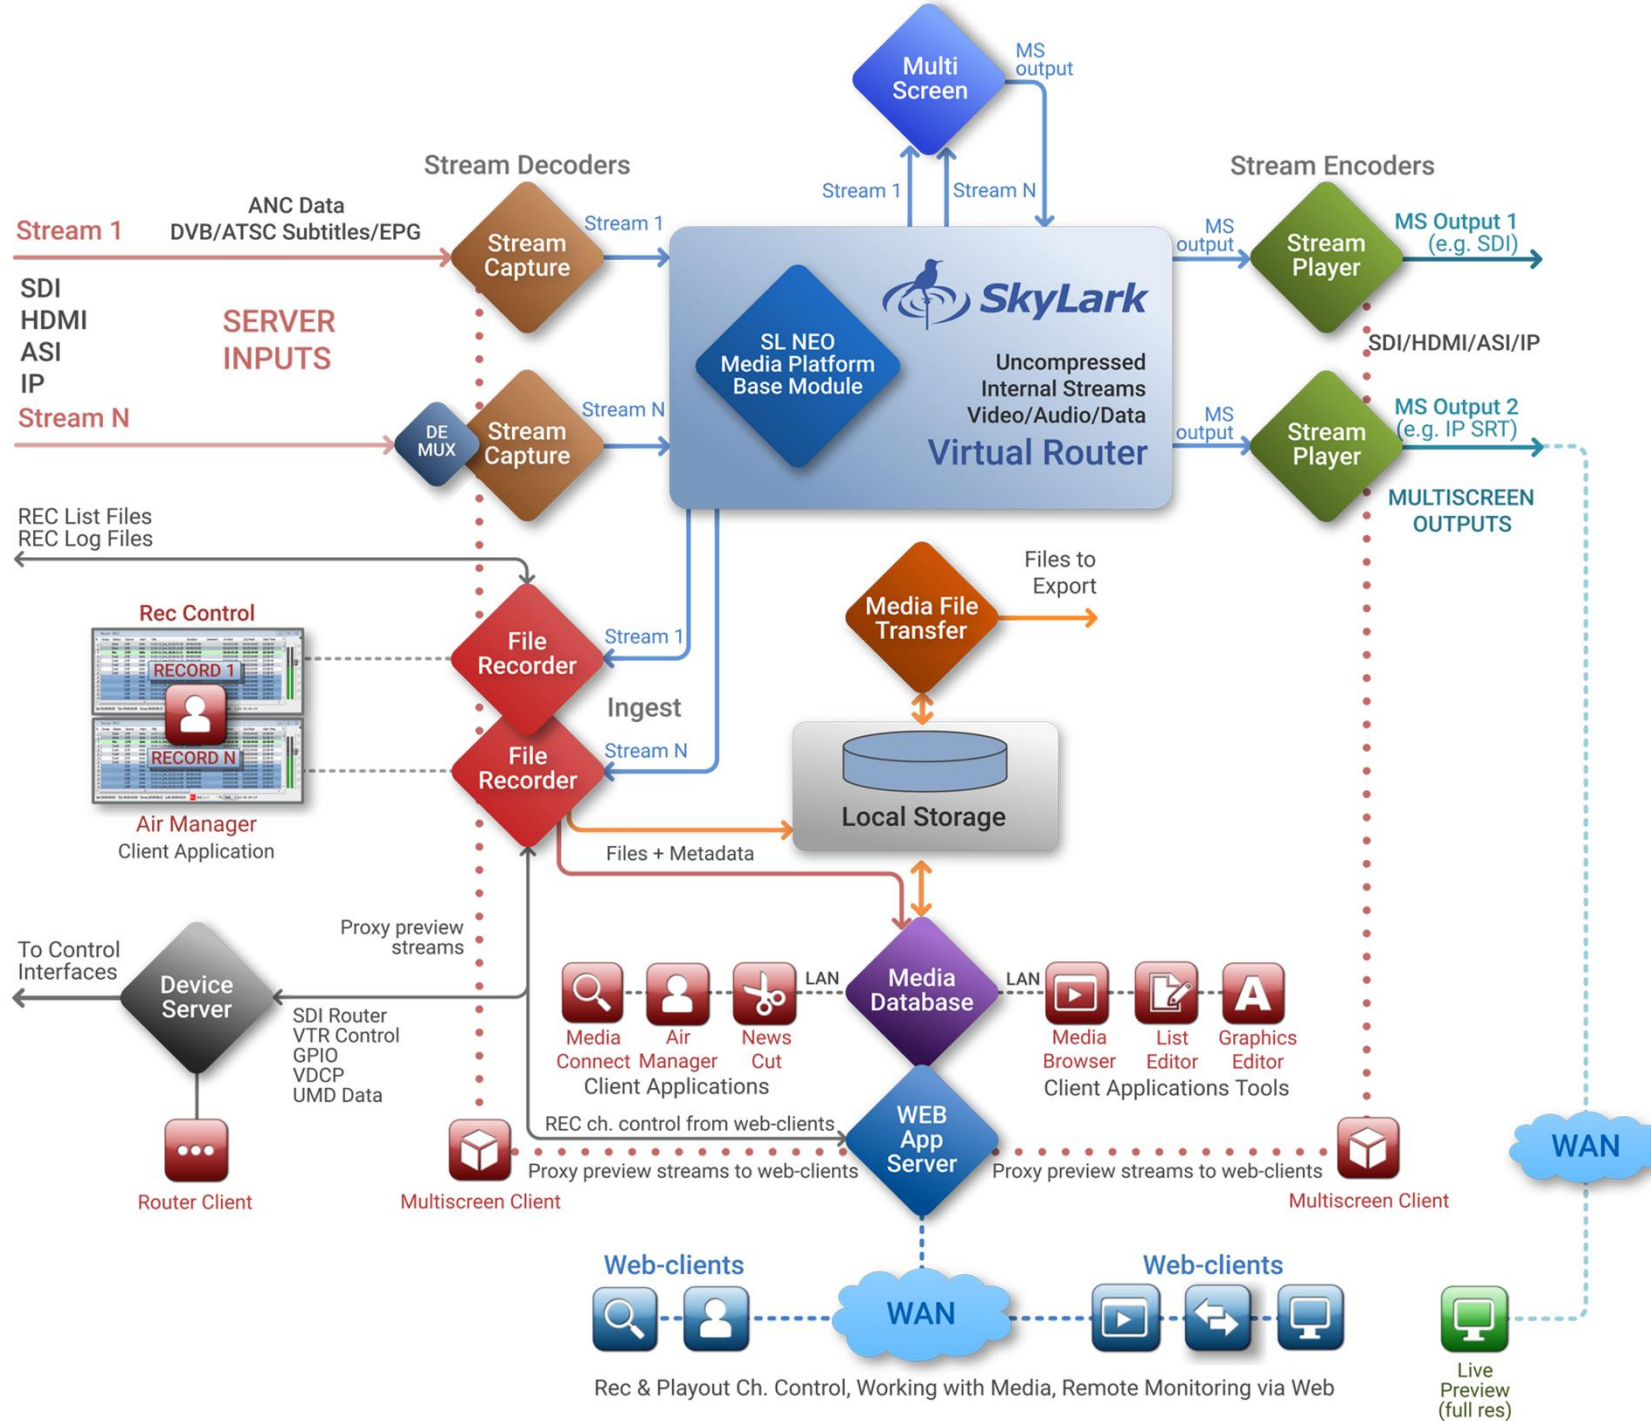 Multi
Screen
MS
output
Stream 1
Stream N
Stream Decoders
Stream Encoders
Stream 1
ANC Data
DVB/ATSC Subtitles/EPG
Stream
Capture
Stream 1
MS
output
Stream
Player
MS Output 1
(e.g. SDI)
SDI
HDMI
ASI
IP
SERVER
INPUTS
SkyLark
SL NEO
Media Platform
Base Module
Uncompressed
Internal Streams
Video/Audio/Data
Virtual Router
SDI/HDMI/ASI/IP
Stream N
DE
MUX
Stream
Capture
Stream N
MS
output
Stream
Player
MS Output 2
(e.g. IP SRT)
MULTISCREEN
OUTPUTS
REC List Files
REC Log Files
Rec Control
RECORD 1
RECORD N
Air Manager
Client Application
File
Recorder
Stream 1
Ingest
File
Recorder
Stream N
Media File
Transfer
Files to
Export
Local Storage
Files + Metadata
Proxy preview
streams
To Control
Interfaces
Device
Server
SDI Router
VTR Control
GPIO
VDCP
UMD Data
Router Client
Media
Connect
Air
Manager
News
Cut
Client Applications
LAN
Media
Database
LAN
Media
Browser
List
Editor
Graphics
Editor
Client Applications Tools
REC ch. control from web-clients
WEB
App
Server
Proxy preview streams to web-clients
Proxy preview streams to web-clients
Multiscreen Client
Multiscreen Client
WAN
Web-clients
WAN
Web-clients
Rec & Playout Ch. Control, Working with Media, Remote Monitoring via Web
Live
Preview
(full res)